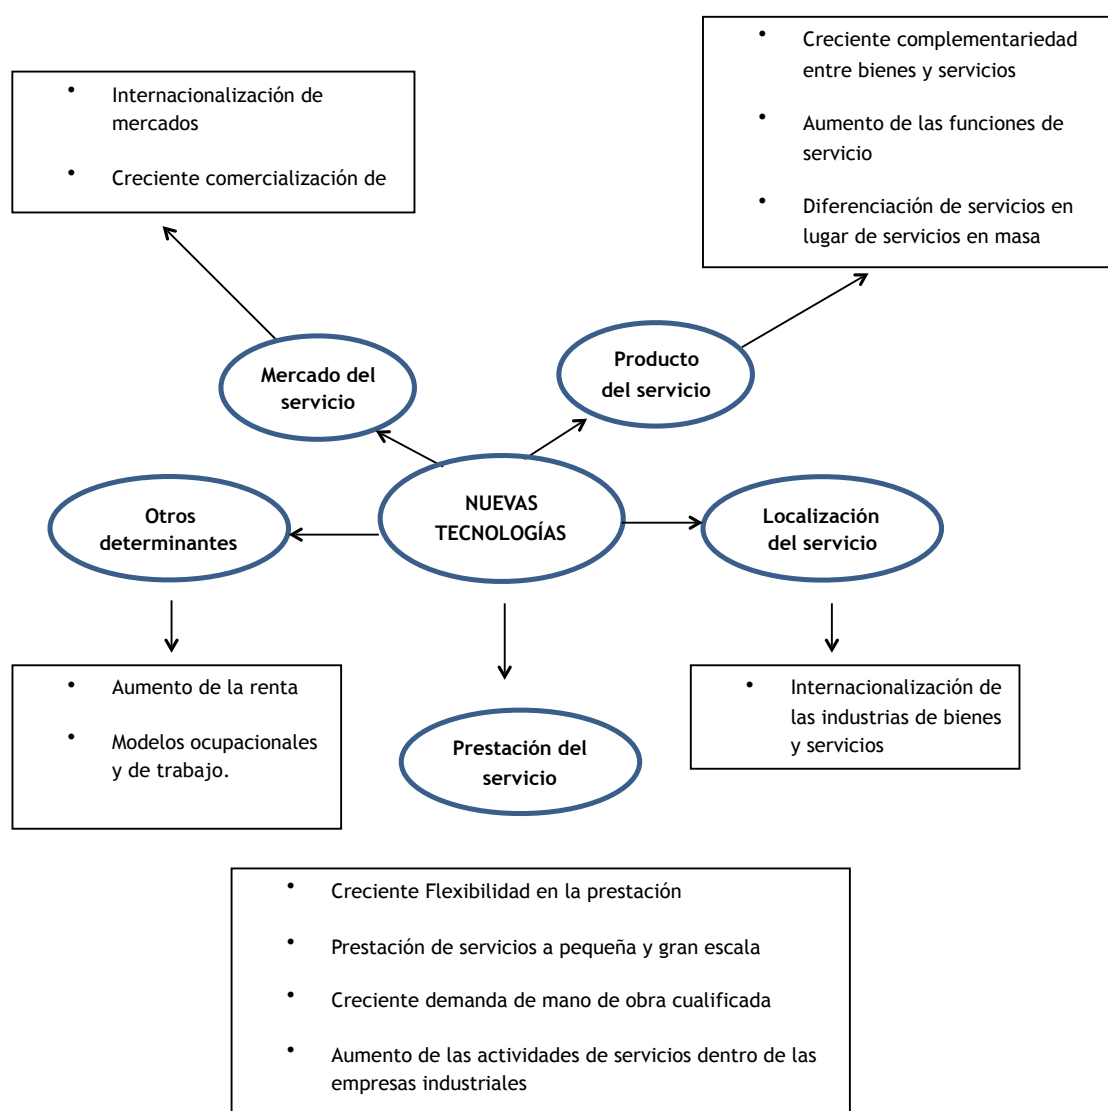 • Internacionalización de
mercados
• Creciente comercialización de
• Creciente complementariedad
entre bienes y servicios
• Aumento de las funciones de
servicio
• Diferenciación de servicios en
lugar de servicios en masa
Mercado del
servicio
Producto
del servicio
Otros
determinantes
NUEVAS
TECNOLOGÍAS
Localización
del servicio
• Aumento de la renta
• Modelos ocupacionales
y de trabajo.
Prestación del
servicio
• Internacionalización de
las industrias de bienes
y servicios
• Creciente Flexibilidad en la prestación
• Prestación de servicios a pequeña y gran escala
• Creciente demanda de mano de obra cualificada
• Aumento de las actividades de servicios dentro de las
empresas industriales